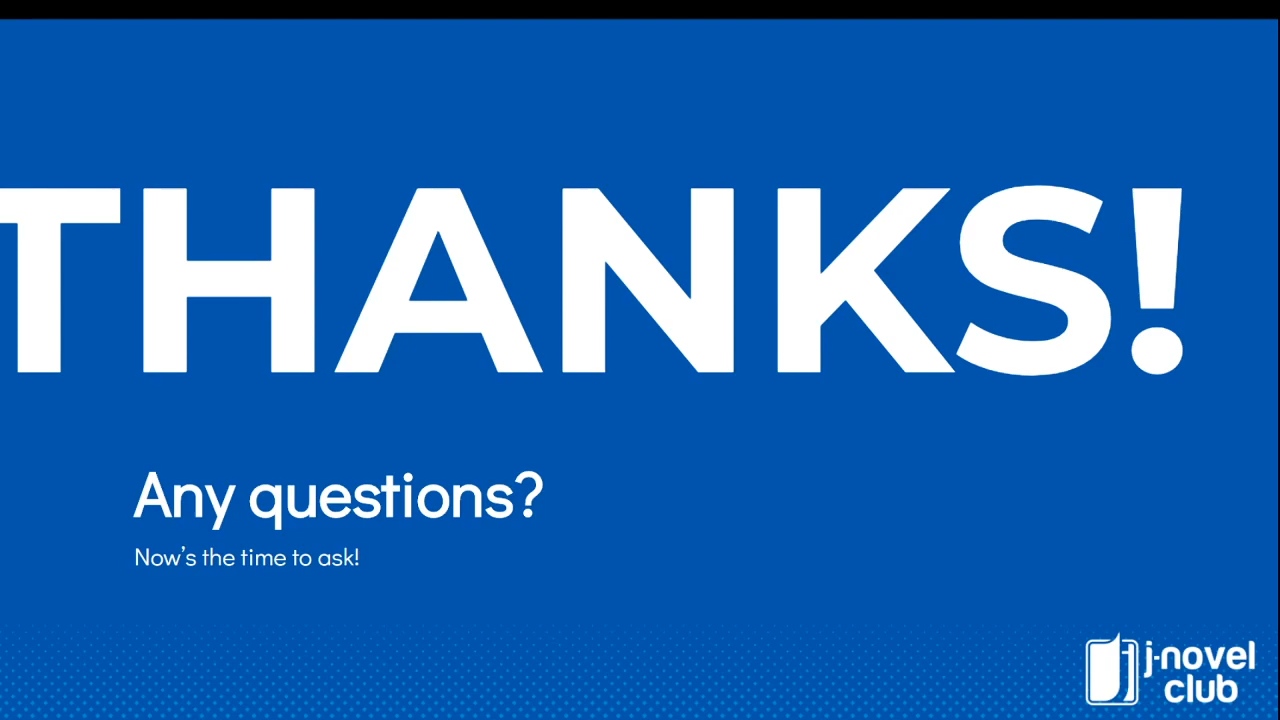 THANKS!
Any questions?
Now's the time to ask!
j-novel
club